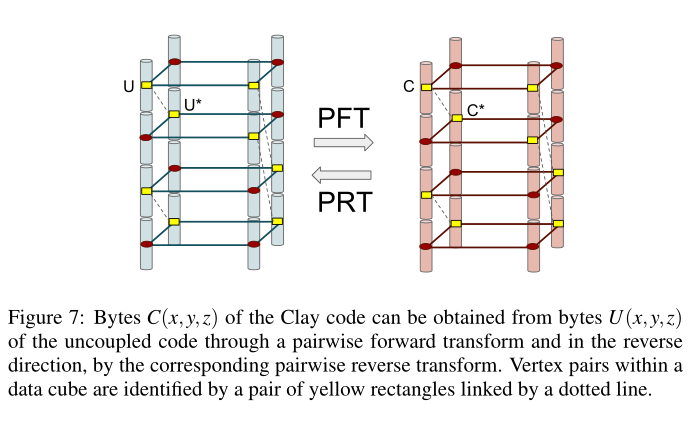 U
U*
PFT
PRT
C
C*
Figure 7: Bytes C(x,y,z) of the Clay code can be obtained from bytes U(x,y,z)
of the uncoupled code through a pairwise forward transform and in the reverse
direction, by the corresponding pairwise reverse transform. Vertex pairs within a
data cube are identified by a pair of yellow rectangles linked by a dotted line.